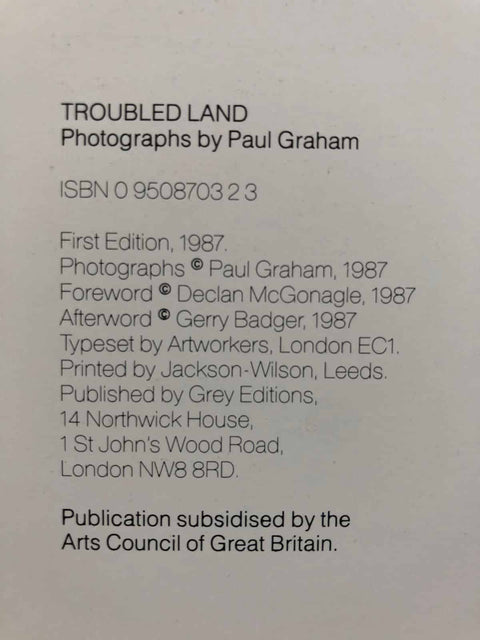 TROUBLED LAND
Photographs by Paul Graham
ISBN 0 9508703 2 3
First Edition, 1987.
Photographs © Paul Graham, 1987
Foreword © Declan McGonagle, 1987
Afterword © Gerry Badger, 1987
Typeset by Artworkers, London EC1.
Printed by Jackson-Wilson, Leeds.
Published by Grey Editions,
14 Northwick House,
1 St John's Wood Road,
London NW8 8RD.
Publication subsidised by the
Arts Council of Great Britain.